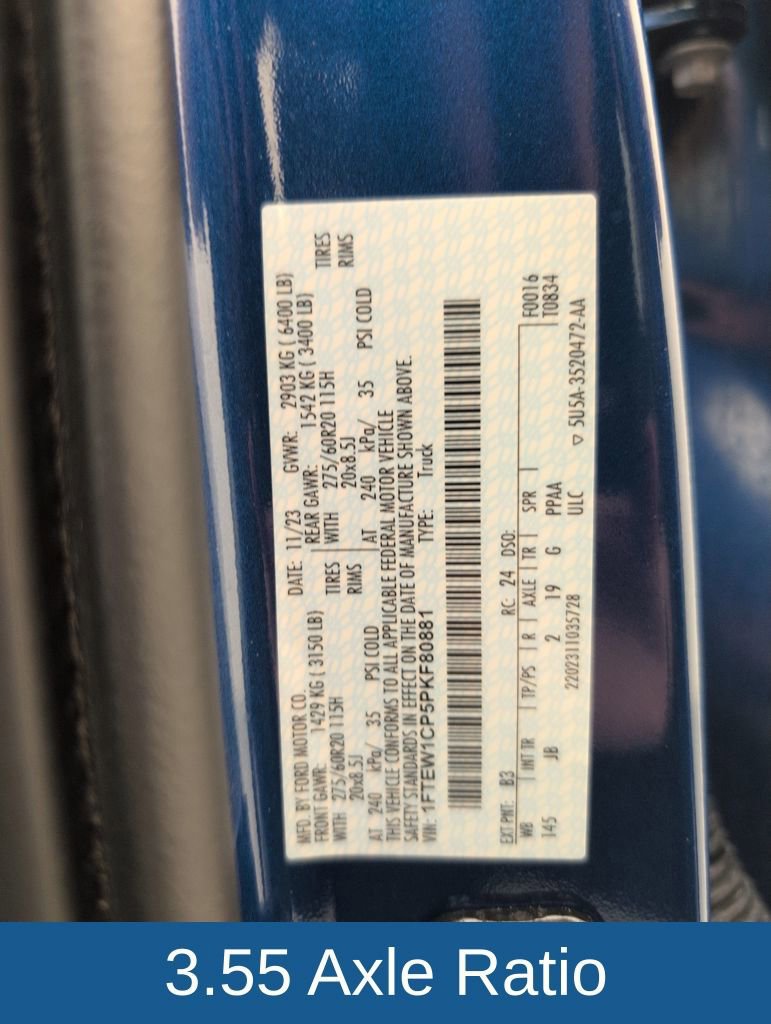 MFD. BY FORD MOTOR CO. DATE: 11/23 GVWR: 2903 KG ( 6400 LB)
FRONT GAWR: 1429 KG ( 3150 LB) REAR GAWR: 1542 KG ( 3400 LB)
WITH 275/60R20 115H TIRES WITH 275/60R20 115H TIRES
20x8.5J RIMS 20x8.5J RIMS
AT 240 kPa/ 35 PSI COLD AT 240 kPa/ 35 PSI COLD
THIS VEHICLE CONFORMS TO ALL APPLICABLE FEDERAL MOTOR VEHICLE
SAFETY STANDARDS IN EFFECT ON THE DATE OF MANUFACTURE SHOWN ABOVE.
VIN: 1FTEW1CP5PKF80881 TYPE: Truck
EXT PNT: B3 RC: 24 DSO:
WB INT TR TP/PS R AXLE TR SPR F0016
145 JB 2 19 G PPAA T0834
2202311035728 ULC
▽ 5U5A-3520472-AA
3.55 Axle Ratio